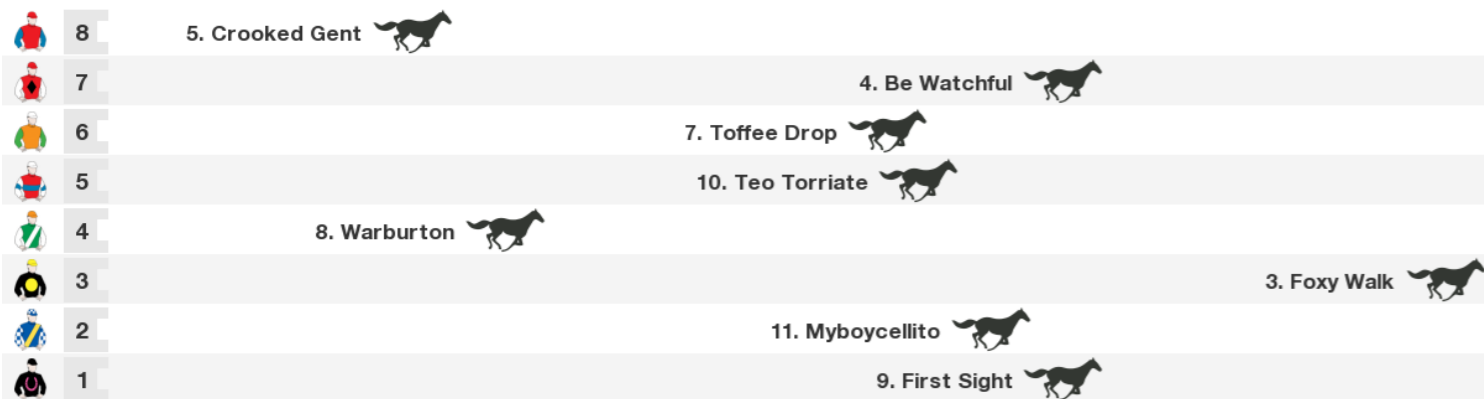 8 5. Crooked Gent
7 4. Be Watchful
6 7. Toffee Drop
5 10. Teo Torriate
4 8. Warburton
3 3. Foxy Walk
2 11. Myboycellito
1 9. First Sight